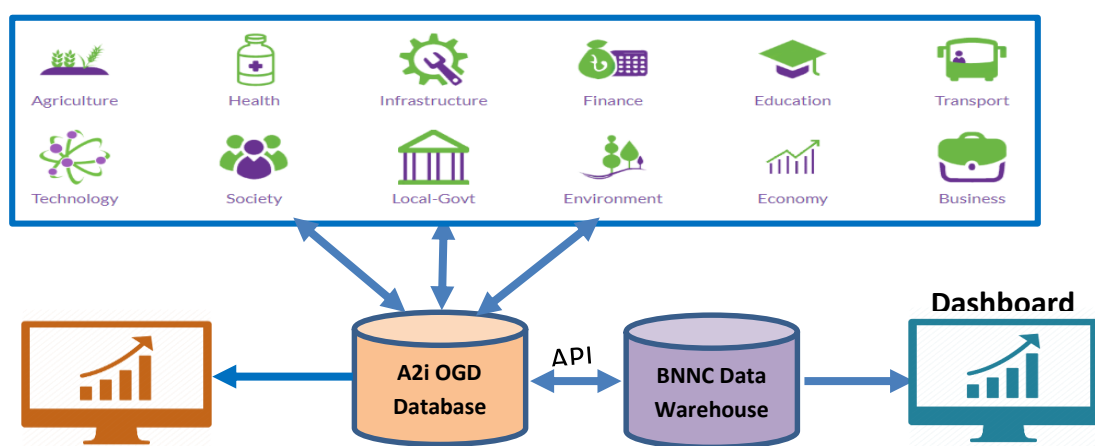 Agriculture Health Infrastructure Finance Education Transport
Technology Society Local-Govt Environment Economy Business
Dashboard
A2i OGD
Database
API
BNNC Data
Warehouse